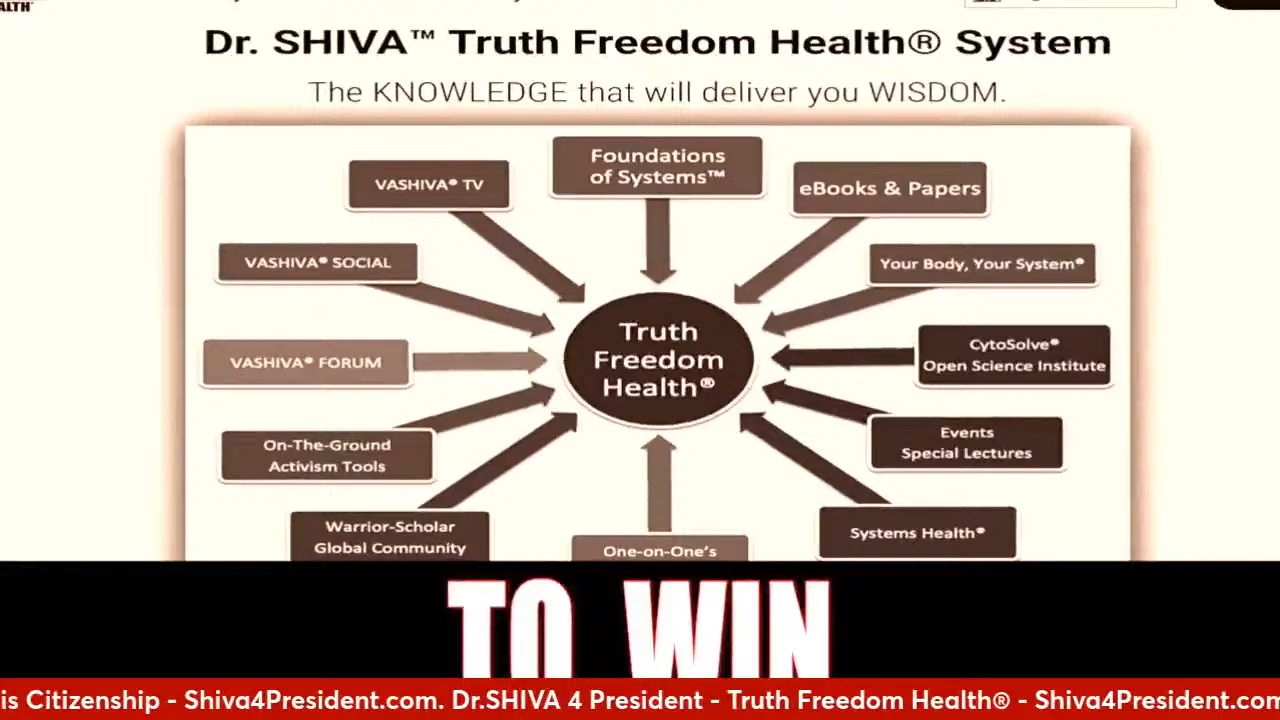 ALTH
Dr. SHIVA™ Truth Freedom Health® System
The KNOWLEDGE that will deliver you WISDOM.
Foundations
of Systems™
VASHIVA® TV
eBooks & Papers
VASHIVA® SOCIAL
Your Body, Your System®
Truth
Freedom
Health®
VASHIVA® FORUM
CytoSolve®
Open Science Institute
On-The-Ground
Activism Tools
Events
Special Lectures
Warrior-Scholar
Global Community
One-on-One's
Systems Health®
TO WIN
is Citizenship - Shiva4President.com. Dr.SHIVA 4 President - Truth Freedom Health® - Shiva4President.con